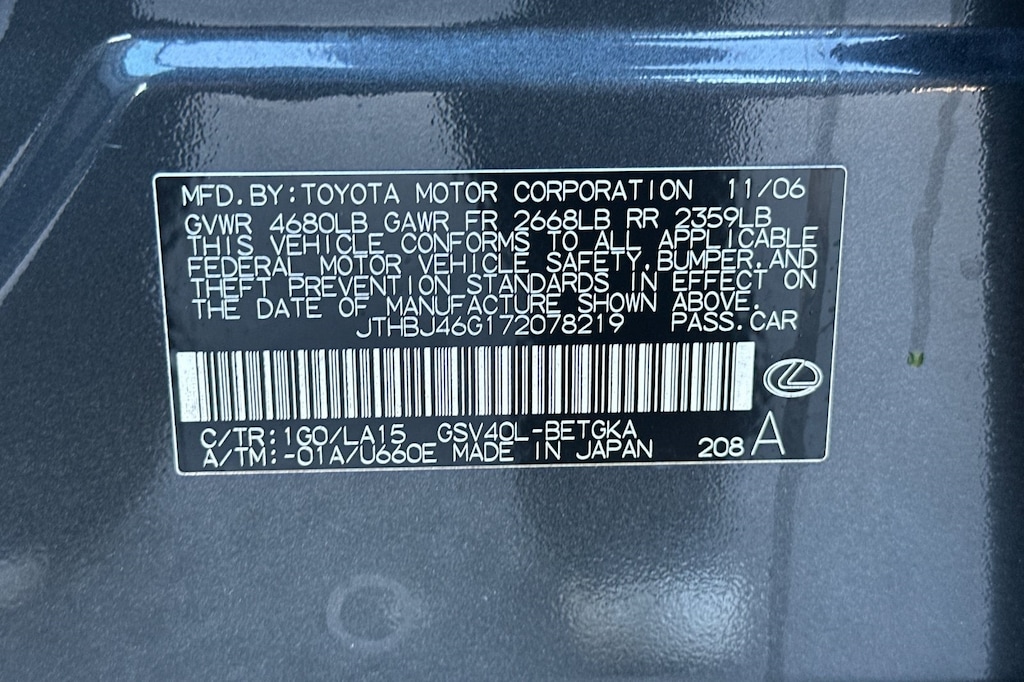 MFD.BY:TOYOTA MOTOR CORPORATION 11/06
GVWR 4680LB GAWR FR 2668LB RR 2359LB
THIS VEHICLE CONFORMS TO ALL APPLICABLE
FEDERAL MOTOR VEHICLE SAFETY,BUMPER,AND
THEFT PREVENTION STANDARDS IN EFFECT ON
THE DATE OF MANUFACTURE SHOWN ABOVE.
JTHBJ46G172078219 PASS.CAR
C/TR:1G0/LA15 GSV40L-BETGKA
A/TM:-01A/U660E MADE IN JAPAN 208 A